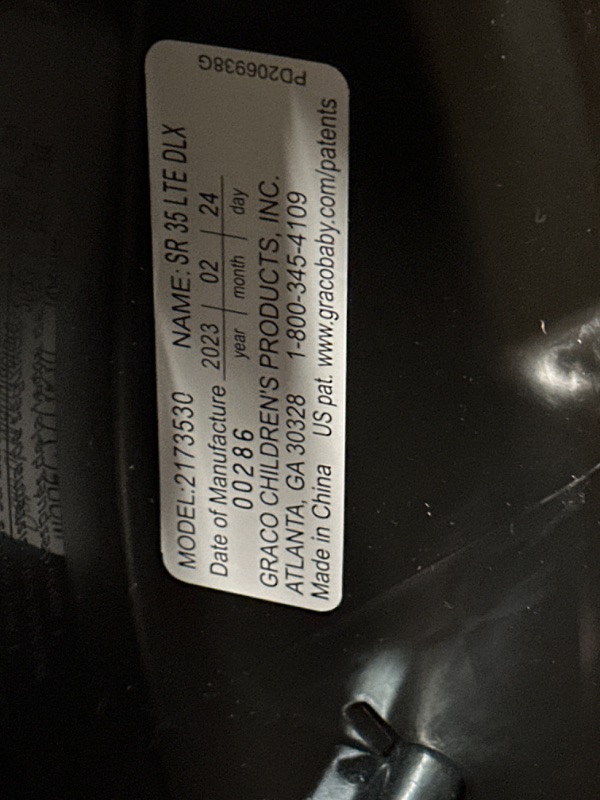 MODEL:2173530 NAME: SR 35 LTE DLX
Date of Manufacture 2023 | 02 | 24
year | month | day
00286
GRACO CHILDREN'S PRODUCTS, INC.
ATLANTA, GA 30328 1-800-345-4109
Made in China US pat. www.gracobaby.com/patents
PD206938G